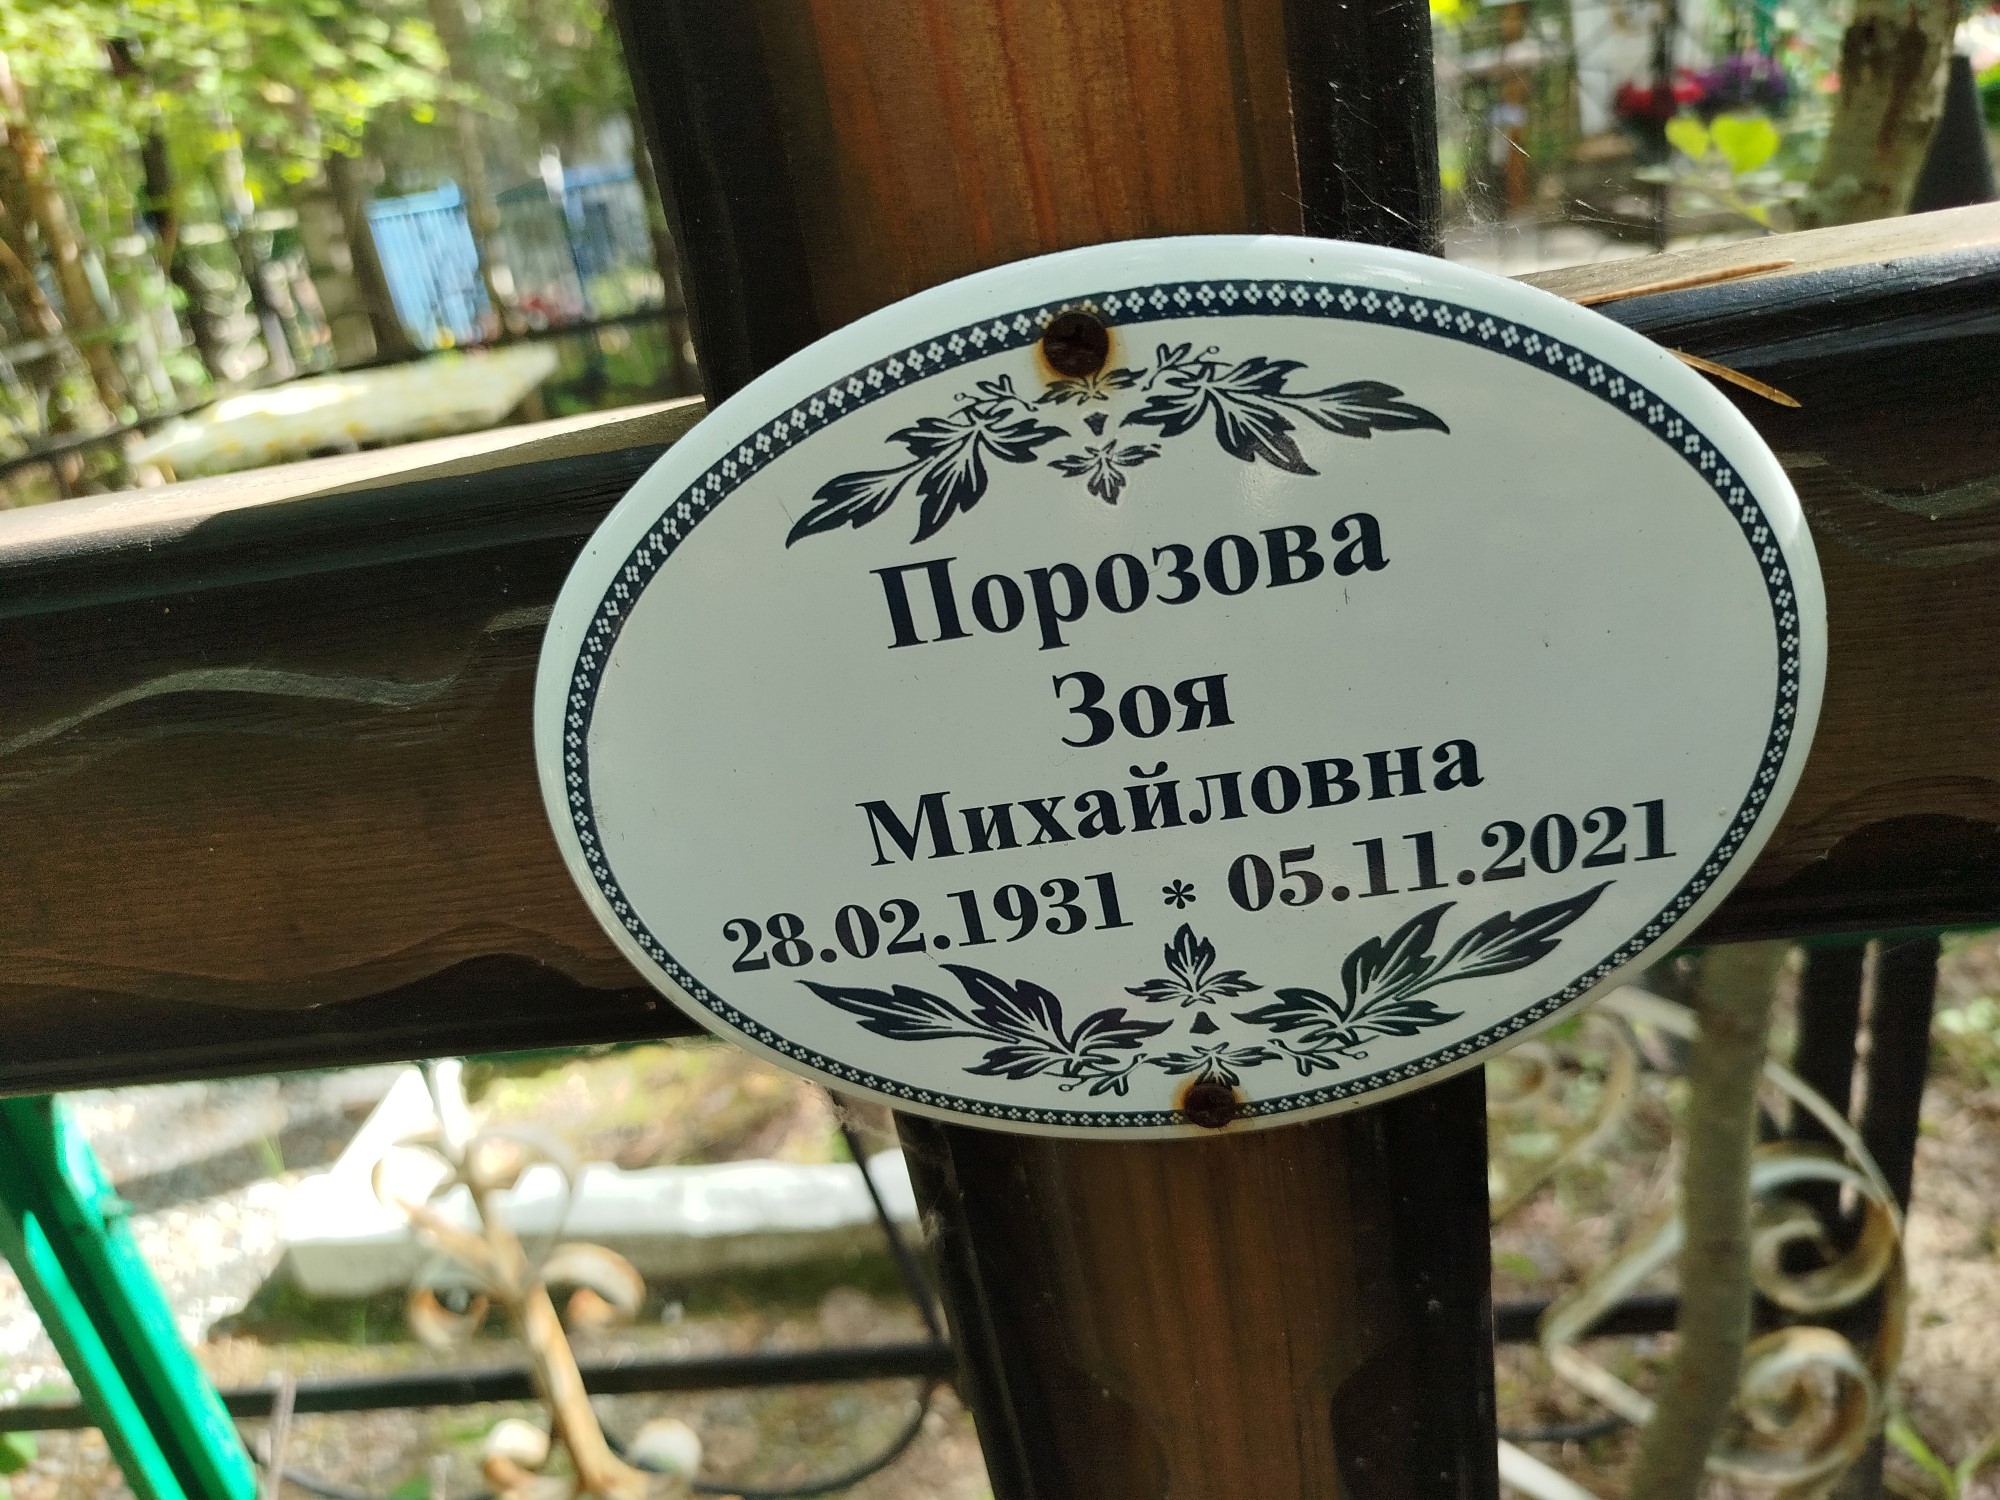 Порозова
Зоя
Михайловна
28.02.1931 * 05.11.2021